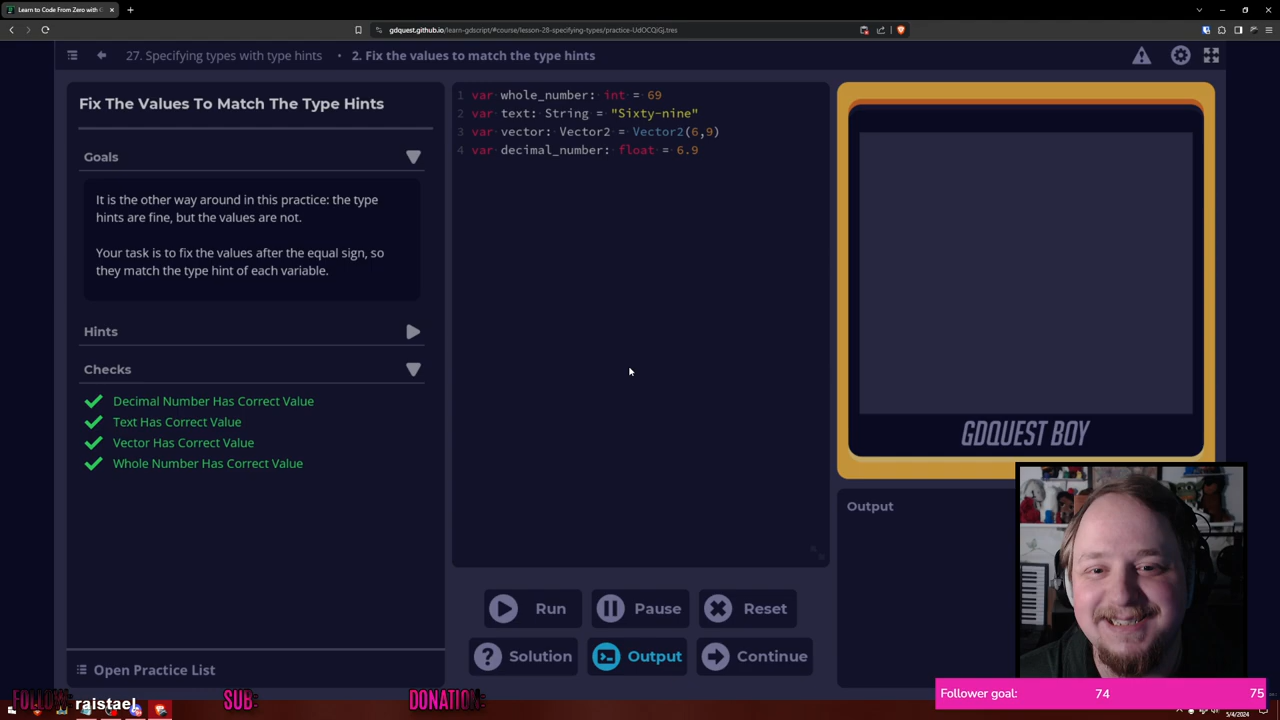 Learn to Code From Zero with
gdquest.github.io/learn-gdscript/#course/lesson-28-specifying-types/practice-UdOCQiGj.tres
27. Specifying types with type hints • 2. Fix the values to match the type hints
Fix The Values To Match The Type Hints
Goals
It is the other way around in this practice: the type
hints are fine, but the values are not.
Your task is to fix the values after the equal sign, so
they match the type hint of each variable.
Hints
Checks
Decimal Number Has Correct Value
Text Has Correct Value
Vector Has Correct Value
Whole Number Has Correct Value
Open Practice List
1 var whole_number: int = 69
2 var text: String = "Sixty-nine"
3 var vector: Vector2 = Vector2(6,9)
4 var decimal_number: float = 6.9
Run
Pause
Reset
Solution
Output
Continue
GDQUEST BOY
Output
FOLLOW: raistael
SUB:
DONATION:
Follower goal: 74 75
5/4/2024